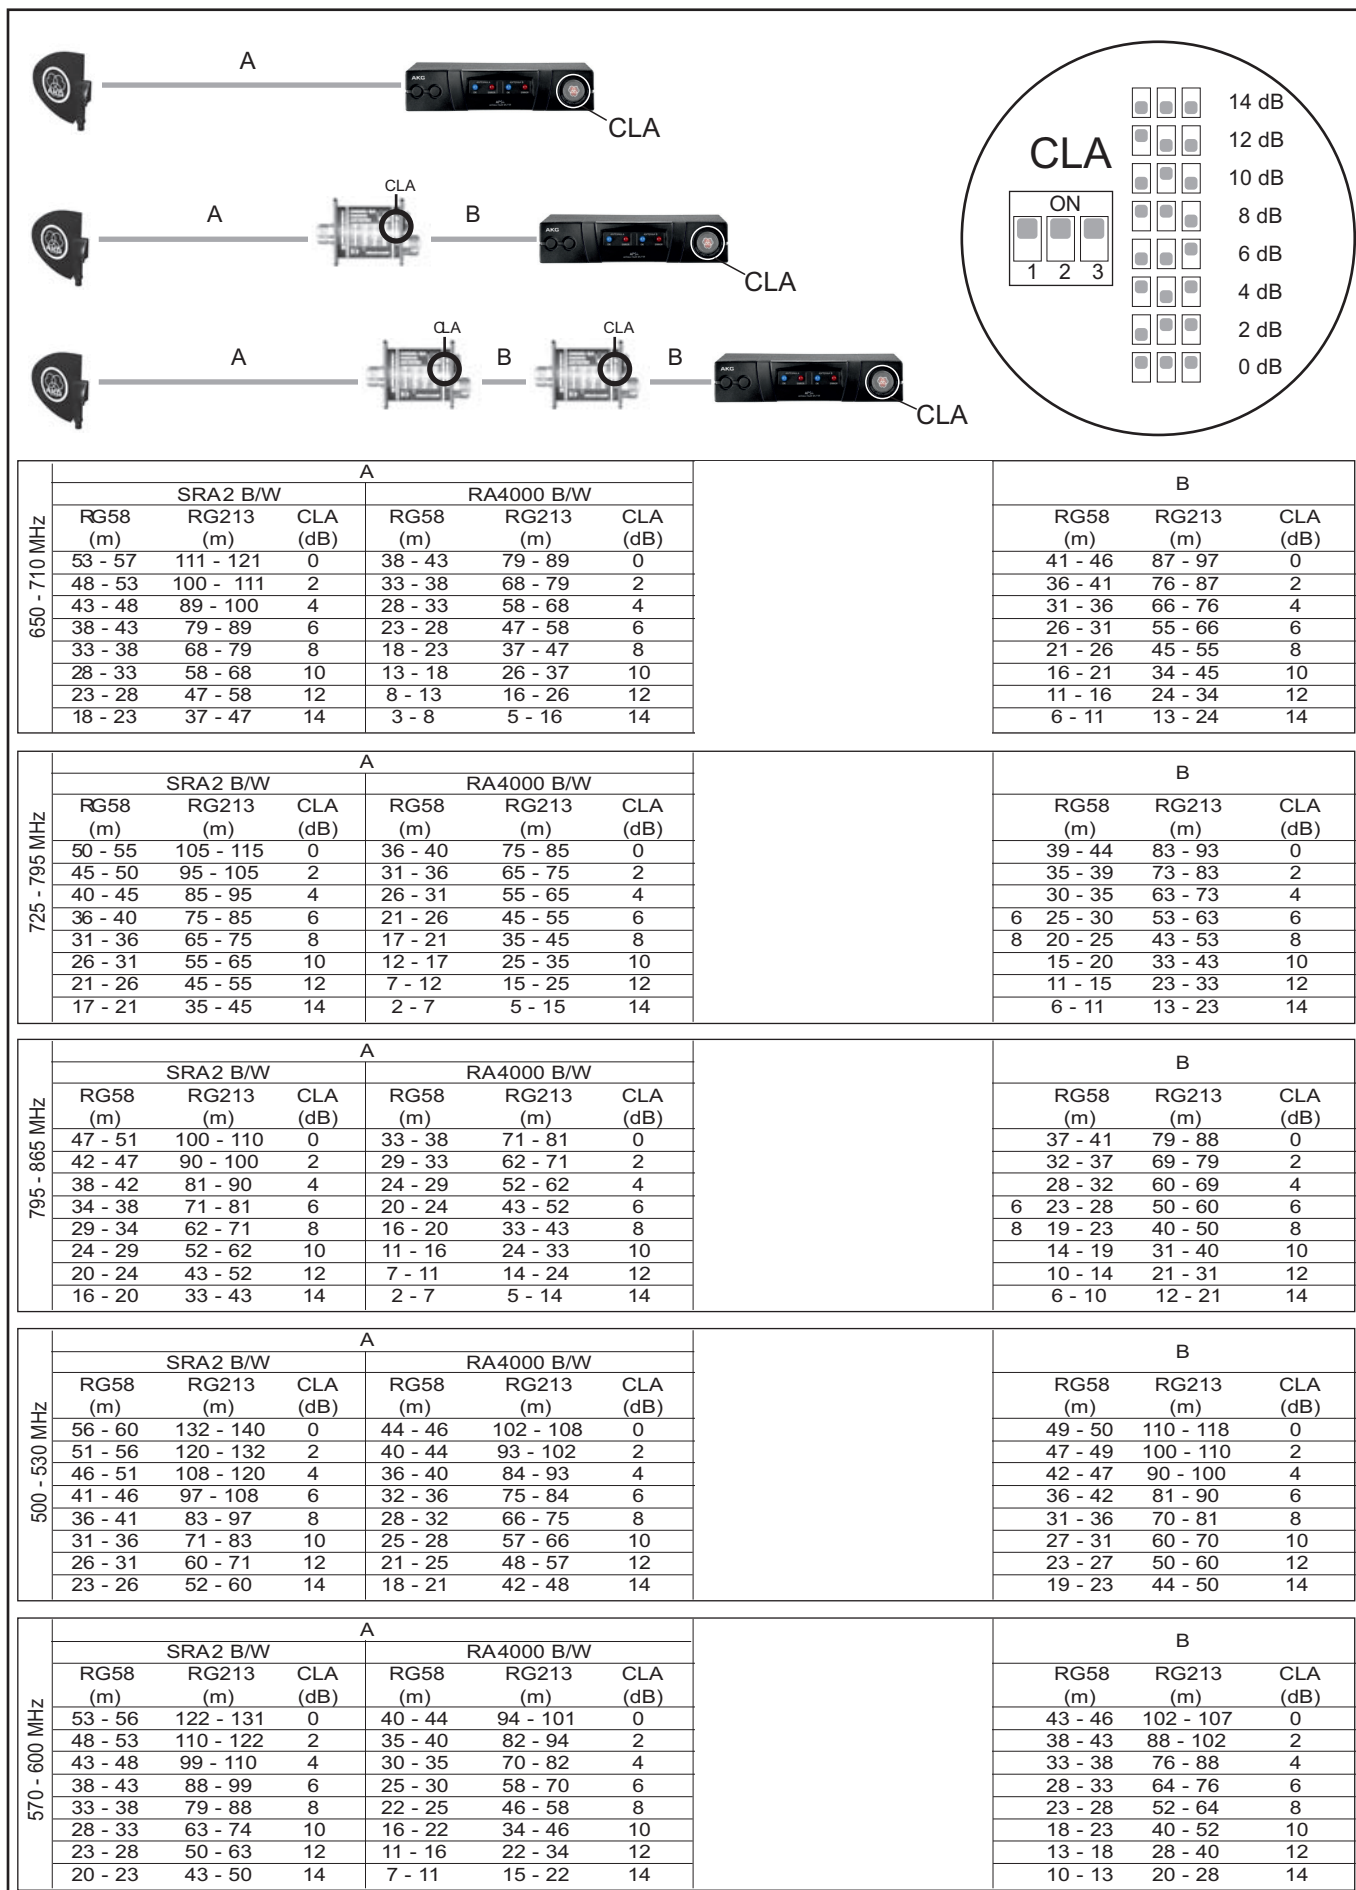 A
AKG
CLA
A
CLA
B
AKG
CLA
A
CLA
B
CLA
B
AKG
CLA
CLA
ON
1 2 3
14 dB
12 dB
10 dB
8 dB
6 dB
4 dB
2 dB
0 dB
650 - 710 MHz
A B
SRA2 B/W RA4000 B/W
RG58 RG213 CLA RG58 RG213 CLA RG58 RG213 CLA
(m) (m) (dB) (m) (m) (dB) (m) (m) (dB)
53 - 57 111 - 121 0 38 - 43 79 - 89 0 41 - 46 87 - 97 0
48 - 53 100 - 111 2 33 - 38 68 - 79 2 36 - 41 76 - 87 2
43 - 48 89 - 100 4 28 - 33 58 - 68 4 31 - 36 66 - 76 4
38 - 43 79 - 89 6 23 - 28 47 - 58 6 26 - 31 55 - 66 6
33 - 38 68 - 79 8 18 - 23 37 - 47 8 21 - 26 45 - 55 8
28 - 33 58 - 68 10 13 - 18 26 - 37 10 16 - 21 34 - 45 10
23 - 28 47 - 58 12 8 - 13 16 - 26 12 11 - 16 24 - 34 12
18 - 23 37 - 47 14 3 - 8 5 - 16 14 6 - 11 13 - 24 14
725 - 795 MHz
A B
SRA2 B/W RA4000 B/W
RG58 RG213 CLA RG58 RG213 CLA RG58 RG213 CLA
(m) (m) (dB) (m) (m) (dB) (m) (m) (dB)
50 - 55 105 - 115 0 36 - 40 75 - 85 0 39 - 44 83 - 93 0
45 - 50 95 - 105 2 31 - 36 65 - 75 2 35 - 39 73 - 83 2
40 - 45 85 - 95 4 26 - 31 55 - 65 4 30 - 35 63 - 73 4
36 - 40 75 - 85 6 21 - 26 45 - 55 6 6 25 - 30 53 - 63 6
31 - 36 65 - 75 8 17 - 21 35 - 45 8 8 20 - 25 43 - 53 8
26 - 31 55 - 65 10 12 - 17 25 - 35 10 15 - 20 33 - 43 10
21 - 26 45 - 55 12 7 - 12 15 - 25 12 11 - 15 23 - 33 12
17 - 21 35 - 45 14 2 - 7 5 - 15 14 6 - 11 13 - 23 14
795 - 865 MHz
A B
SRA2 B/W RA4000 B/W
RG58 RG213 CLA RG58 RG213 CLA RG58 RG213 CLA
(m) (m) (dB) (m) (m) (dB) (m) (m) (dB)
47 - 51 100 - 110 0 33 - 38 71 - 81 0 37 - 41 79 - 88 0
42 - 47 90 - 100 2 29 - 33 62 - 71 2 32 - 37 69 - 79 2
38 - 42 81 - 90 4 24 - 29 52 - 62 4 28 - 32 60 - 69 4
34 - 38 71 - 81 6 20 - 24 43 - 52 6 6 23 - 28 50 - 60 6
29 - 34 62 - 71 8 16 - 20 33 - 43 8 8 19 - 23 40 - 50 8
24 - 29 52 - 62 10 11 - 16 24 - 33 10 14 - 19 31 - 40 10
20 - 24 43 - 52 12 7 - 11 14 - 24 12 10 - 14 21 - 31 12
16 - 20 33 - 43 14 2 - 7 5 - 14 14 6 - 10 12 - 21 14
500 - 530 MHz
A B
SRA2 B/W RA4000 B/W
RG58 RG213 CLA RG58 RG213 CLA RG58 RG213 CLA
(m) (m) (dB) (m) (m) (dB) (m) (m) (dB)
56 - 60 132 - 140 0 44 - 46 102 - 108 0 49 - 50 110 - 118 0
51 - 56 120 - 132 2 40 - 44 93 - 102 2 47 - 49 100 - 110 2
46 - 51 108 - 120 4 36 - 40 84 - 93 4 42 - 47 90 - 100 4
41 - 46 97 - 108 6 32 - 36 75 - 84 6 36 - 42 81 - 90 6
36 - 41 83 - 97 8 28 - 32 66 - 75 8 31 - 36 70 - 81 8
31 - 36 71 - 83 10 25 - 28 57 - 66 10 27 - 31 60 - 70 10
26 - 31 60 - 71 12 21 - 25 48 - 57 12 23 - 27 50 - 60 12
23 - 26 52 - 60 14 18 - 21 42 - 48 14 19 - 23 44 - 50 14
570 - 600 MHz
A B
SRA2 B/W RA4000 B/W
RG58 RG213 CLA RG58 RG213 CLA RG58 RG213 CLA
(m) (m) (dB) (m) (m) (dB) (m) (m) (dB)
53 - 56 122 - 131 0 40 - 44 94 - 101 0 43 - 46 102 - 107 0
48 - 53 110 - 122 2 35 - 40 82 - 94 2 38 - 43 88 - 102 2
43 - 48 99 - 110 4 30 - 35 70 - 82 4 33 - 38 76 - 88 4
38 - 43 88 - 99 6 25 - 30 58 - 70 6 28 - 33 64 - 76 6
33 - 38 79 - 88 8 22 - 25 46 - 58 8 23 - 28 52 - 64 8
28 - 33 63 - 74 10 16 - 22 34 - 46 10 18 - 23 40 - 52 10
23 - 28 50 - 63 12 11 - 16 22 - 34 12 13 - 18 28 - 40 12
20 - 23 43 - 50 14 7 - 11 15 - 22 14 10 - 13 20 - 28 14